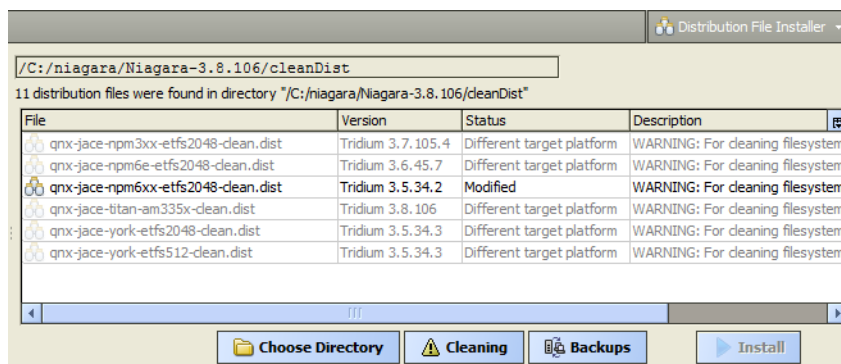 Distribution File Installer
/C:/niagara/Niagara-3.8.106/cleanDist
11 distribution files were found in directory "/C:/niagara/Niagara-3.8.106/cleanDist"
File Version Status Description
qnx-jace-npm3xx-etfs2048-clean.dist Tridium 3.7.105.4 Different target platform WARNING: For cleaning filesystem
qnx-jace-npm6e-etfs2048-clean.dist Tridium 3.6.45.7 Different target platform WARNING: For cleaning filesystem
qnx-jace-npm6xx-etfs2048-clean.dist Tridium 3.5.34.2 Modified WARNING: For cleaning filesystem
qnx-jace-titan-am335x-clean.dist Tridium 3.8.106 Different target platform WARNING: For cleaning filesystem
qnx-jace-york-etfs2048-clean.dist Tridium 3.5.34.3 Different target platform WARNING: For cleaning filesystem
qnx-jace-york-etfs512-clean.dist Tridium 3.5.34.3 Different target platform WARNING: For cleaning filesystem
Choose Directory Cleaning Backups Install